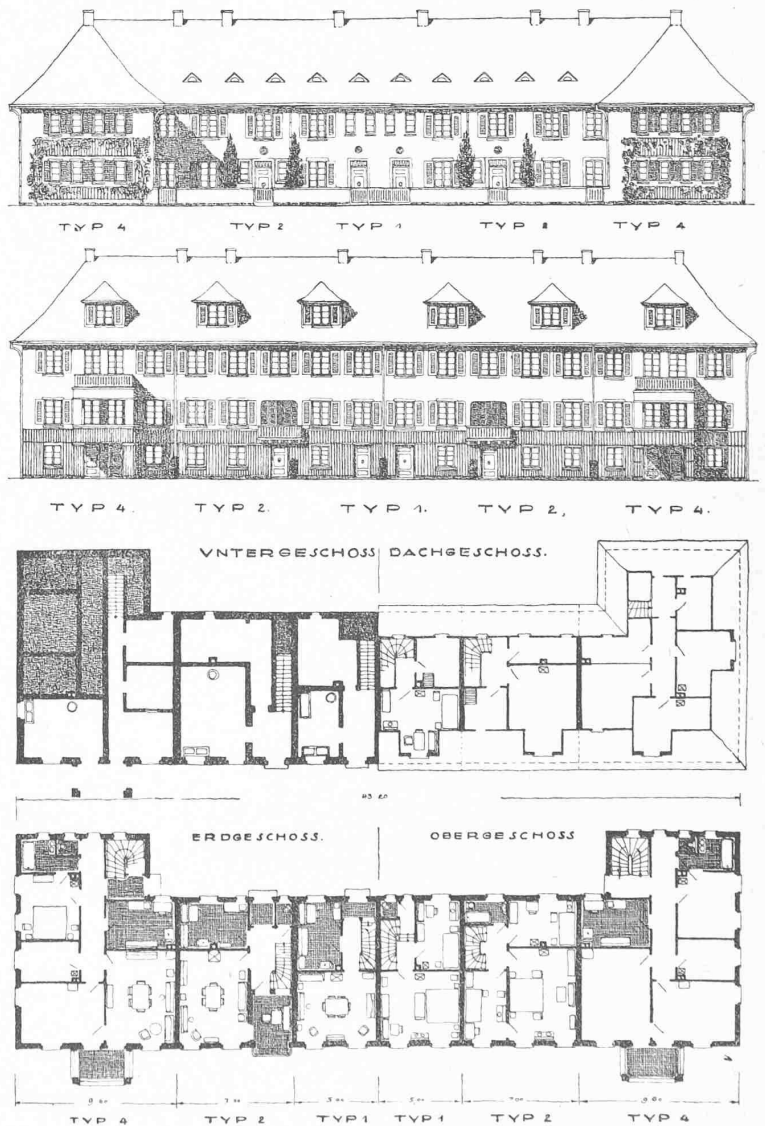 TYP 4 TYP 2 TYP 1 TYP 2 TYP 4
TYP 4. TYP 2. TYP 1. TYP 2, TYP 4.
VNTERGESCHOSS DACHGESCHOSS.
ERDGESCHOSS. OBERGESCHOSS
TYP 4 TYP 2 TYP 1 TYP 1 TYP 2 TYP 4